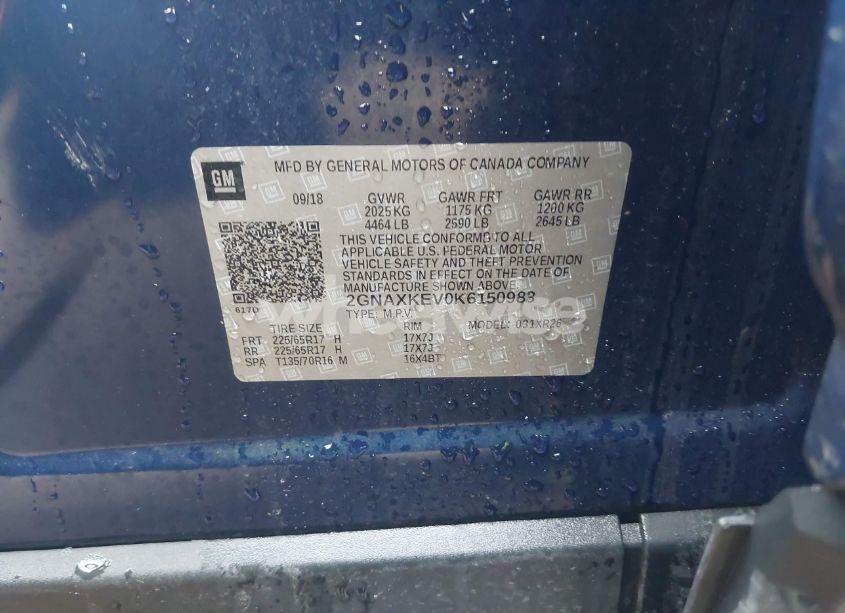 GM
MFD BY GENERAL MOTORS OF CANADA COMPANY
09/18 GVWR GAWR FRT GAWR RR
2025 KG 1175 KG 1200 KG
4464 LB 2590 LB 2645 LB
THIS VEHICLE CONFORMS TO ALL
APPLICABLE U.S. FEDERAL MOTOR
VEHICLE SAFETY AND THEFT PREVENTION
STANDARDS IN EFFECT ON THE DATE OF
MANUFACTURE SHOWN ABOVE.
617D 2GNAXKEV0K6150983
TYPE: M.P.V. MODEL: 031XR26
TIRE SIZE RIM
FRT 225/65R17 H 17X7J
RR 225/65R17 H 17X7J
SPA T135/70R16 M 16X4BT